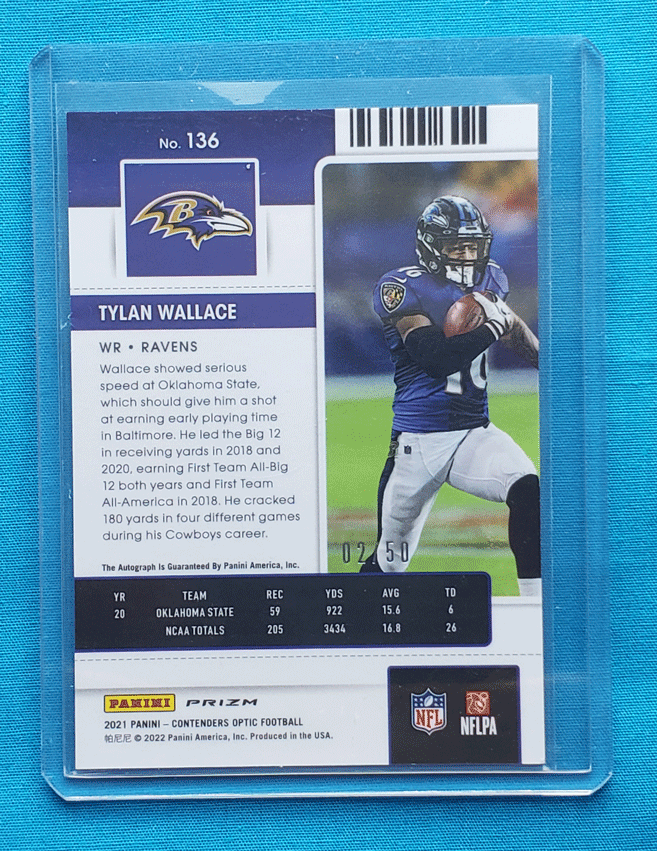 No. 136
B
TYLAN WALLACE
WR • RAVENS
Wallace showed serious
speed at Oklahoma State,
which should give him a shot
at earning early playing time
in Baltimore. He led the Big 12
in receiving yards in 2018 and
2020, earning First Team All-Big
12 both years and First Team
All-America in 2018. He cracked
180 yards in four different games
during his Cowboys career.
The Autograph Is Guaranteed By Panini America, Inc.
16
02/50
YR TEAM REC YDS AVG TD
20 OKLAHOMA STATE 59 922 15.6 6
NCAA TOTALS 205 3434 16.8 26
PANINI PRIZM
2021 PANINI – CONTENDERS OPTIC FOOTBALL
帕尼尼 © 2022 Panini America, Inc. Produced in the USA.
NFL
NFLPA